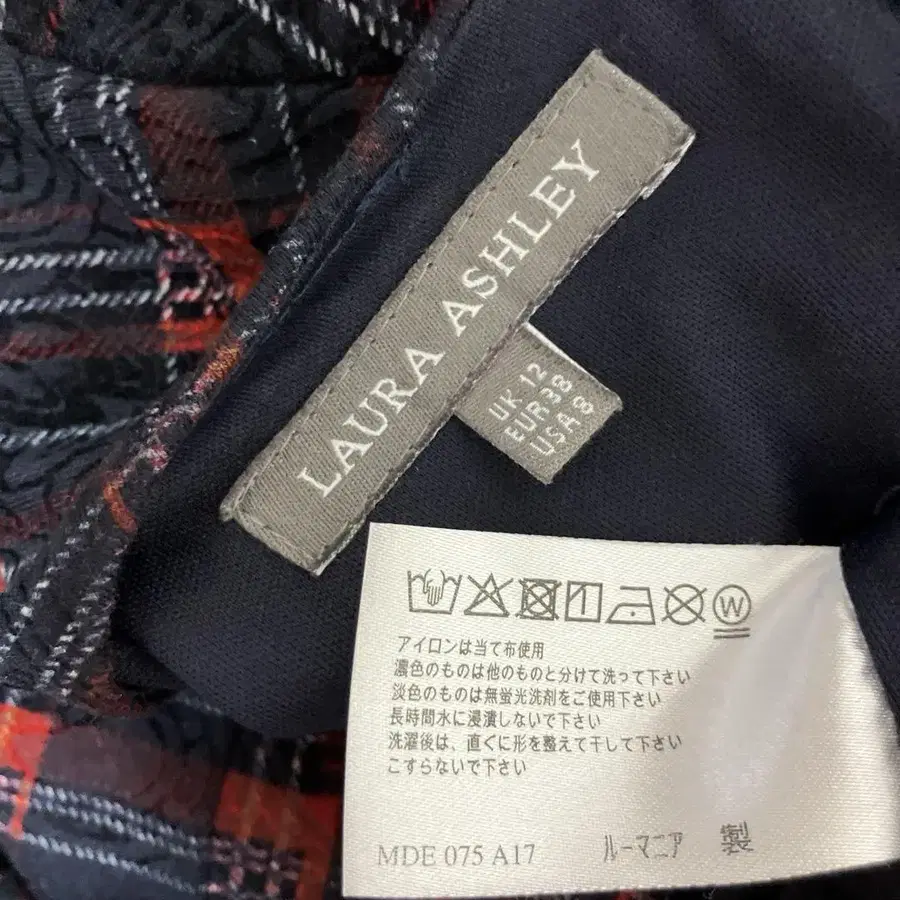 LAURA ASHLEY
UK 12
EUR 38
USA 8
W
アイロンは当て布使用
濃色のものは他のものと分けて洗って下さい
淡色のものは無蛍光洗剤をご使用下さい
長時間水に浸漬しないで下さい
洗濯後は、直ぐに形を整えて干して下さい
こすらないで下さい
MDE 075 A17 ルーマニア 製